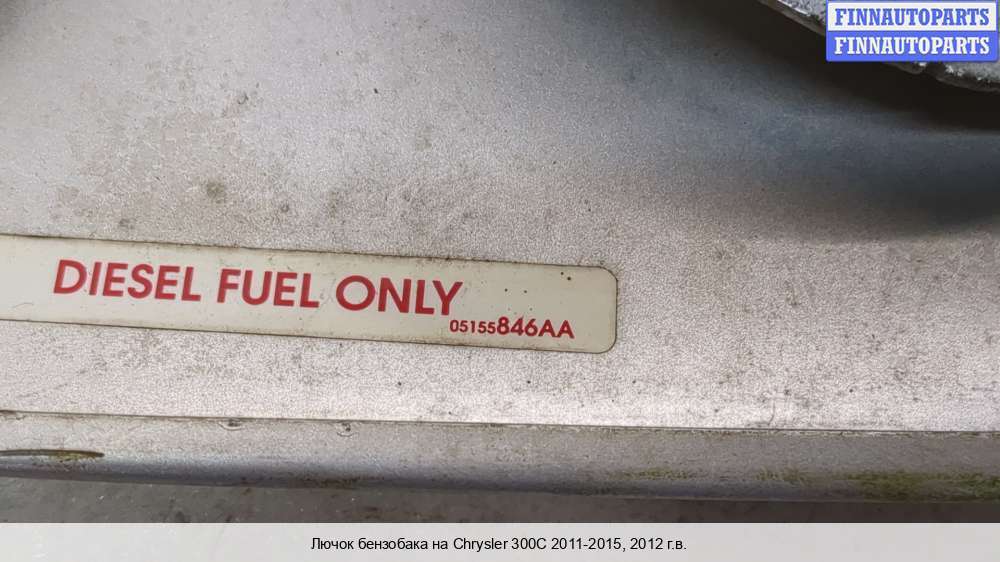 FINNAUTOPARTS
FINNAUTOPARTS
DIESEL FUEL ONLY
05155846AA
Лючок бензобака на Chrysler 300C 2011-2015, 2012 г.в.